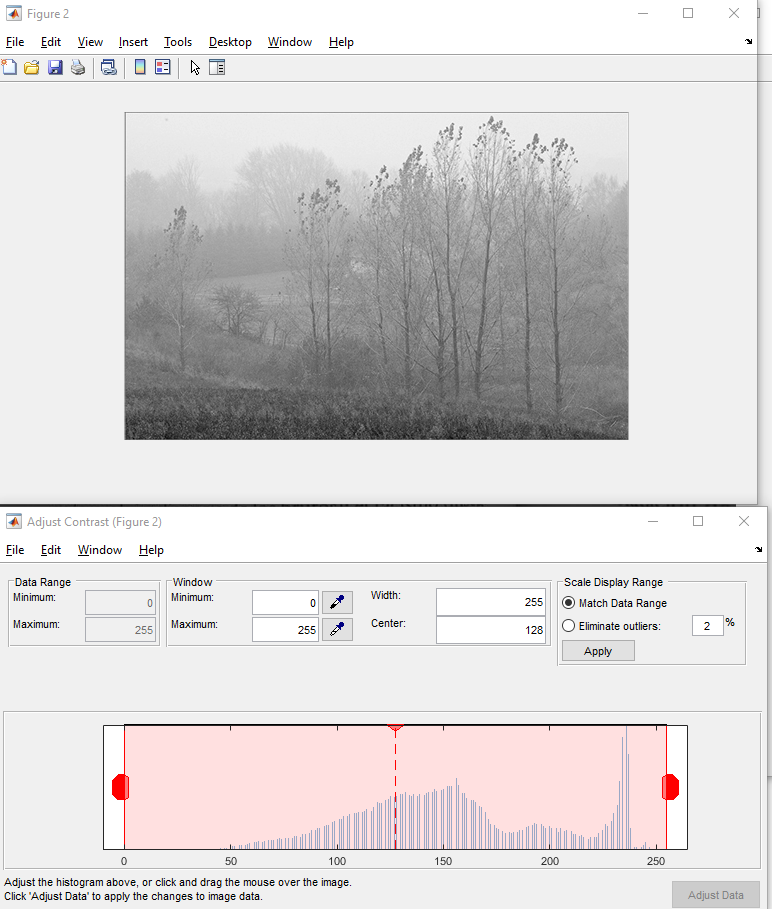 Figure 2
File Edit View Insert Tools Desktop Window Help
Adjust Contrast (Figure 2)
File Edit Window Help
Data Range
Minimum: 0
Maximum: 255
Window
Minimum: 0
Maximum: 255
Width: 255
Center: 128
Scale Display Range
Match Data Range
Eliminate outliers: 2 %
Apply
0 50 100 150 200 250
Adjust the histogram above, or click and drag the mouse over the image.
Click 'Adjust Data' to apply the changes to image data.
Adjust Data